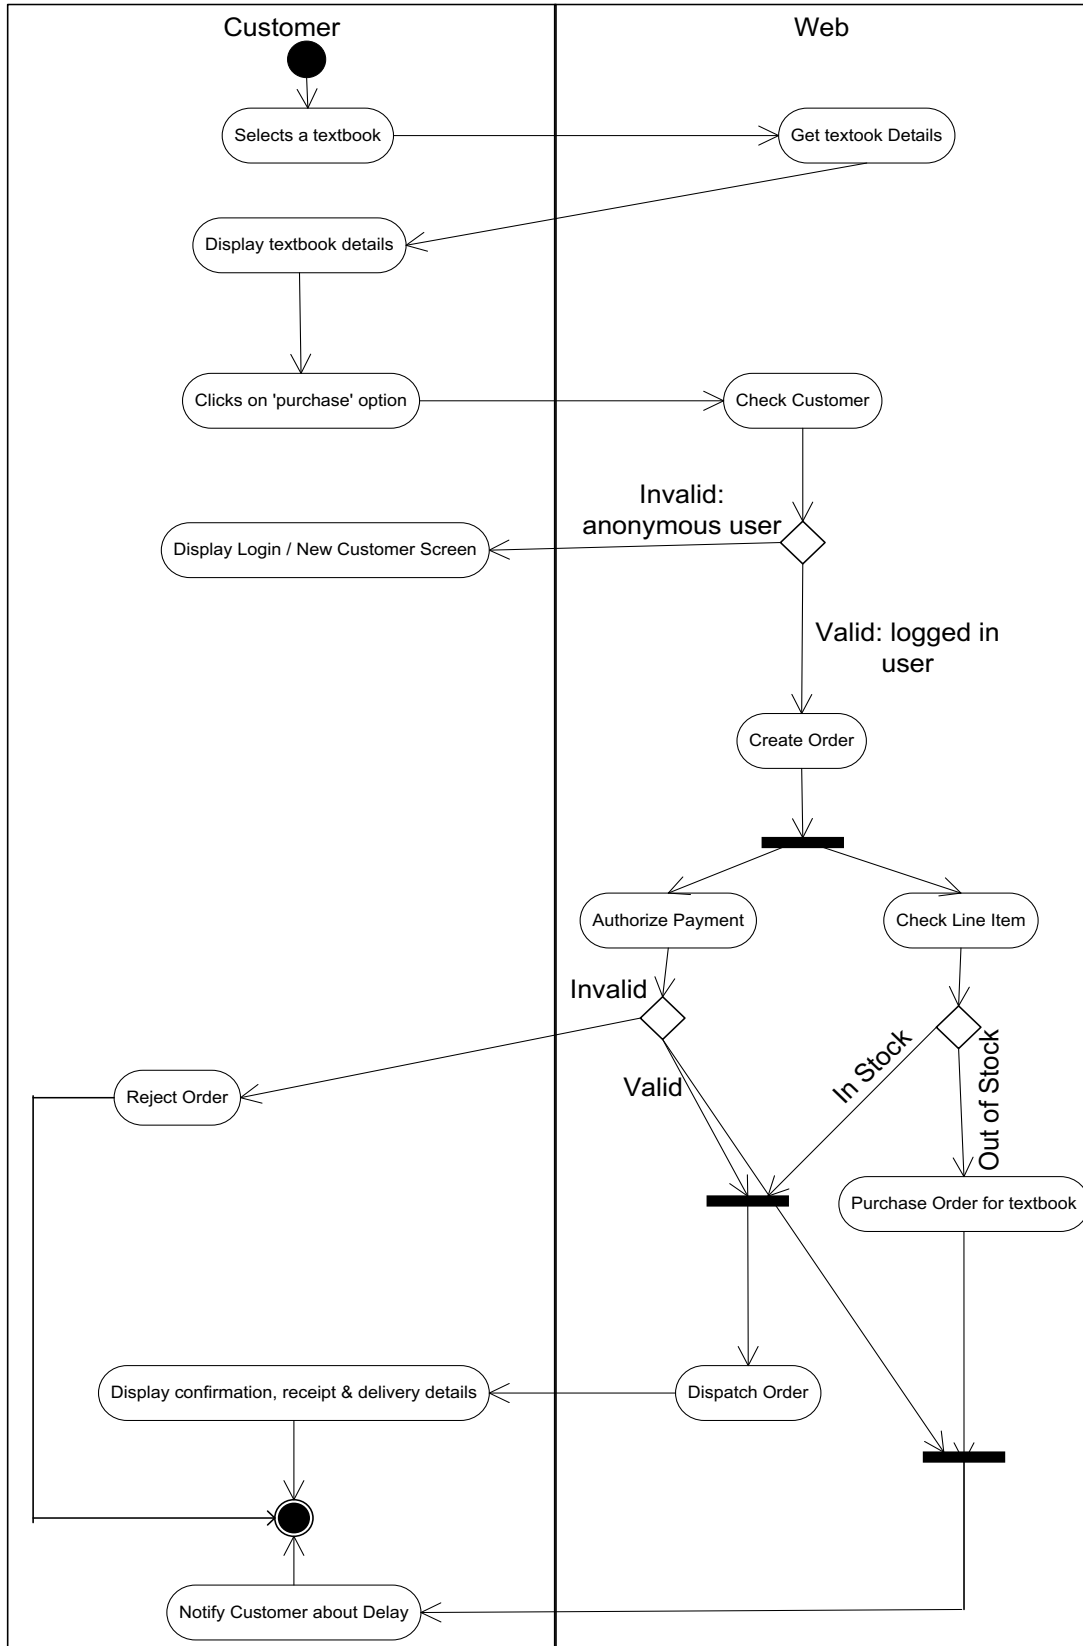 Customer
Web
Selects a textbook
Get textook Details
Display textbook details
Clicks on 'purchase' option
Check Customer
Invalid:
anonymous user
Display Login / New Customer Screen
Valid: logged in
user
Create Order
Authorize Payment
Check Line Item
Invalid
In Stock
Out of Stock
Valid
Reject Order
Purchase Order for textbook
Display confirmation, receipt & delivery details
Dispatch Order
Notify Customer about Delay